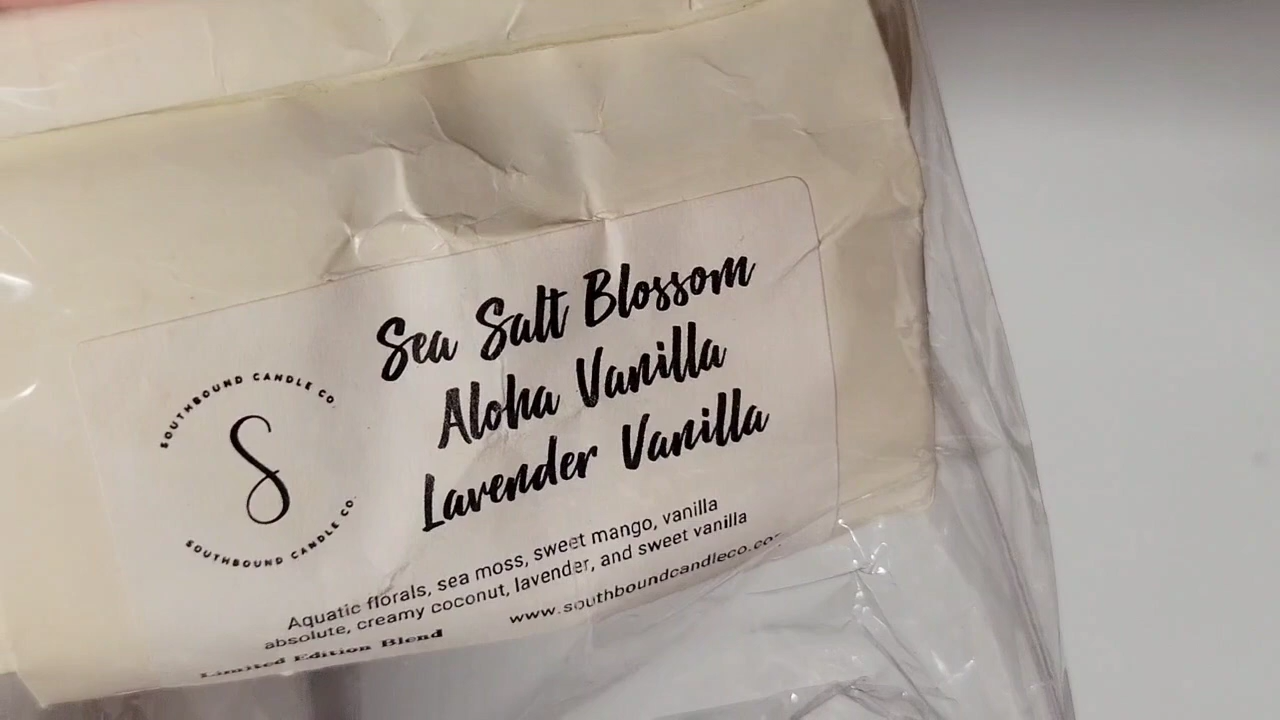 SOUTHBOUND CANDLE CO.
S
SOUTHBOUND CANDLE CO.
Sea Salt Blossom
Aloha Vanilla
Lavender Vanilla
Aquatic florals, sea moss, sweet mango, vanilla
absolute, creamy coconut, lavender, and sweet vanilla
Limited Edition Blend
www.southboundcandleco.co